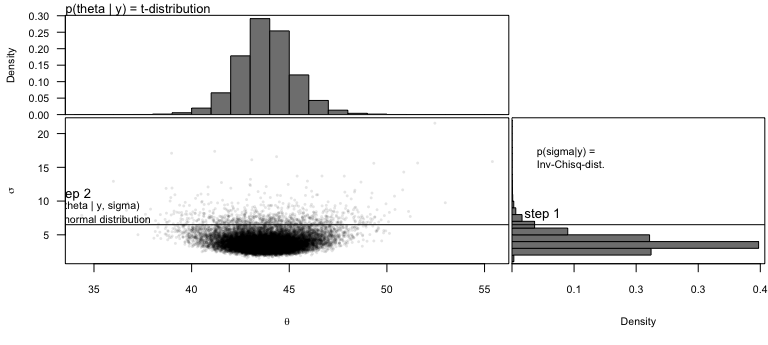 p(theta | y) = t-distribution
0.30
0.25
0.20
0.15
0.10
0.05
0.00
Density
20
15
10
5
σ
ep 2
(theta | y, sigma)
normal distribution
p(sigma|y) =
Inv-Chisq-dist.
step 1
35 40 45 50 55
0.1 0.3 0.3 0.4
θ
Density